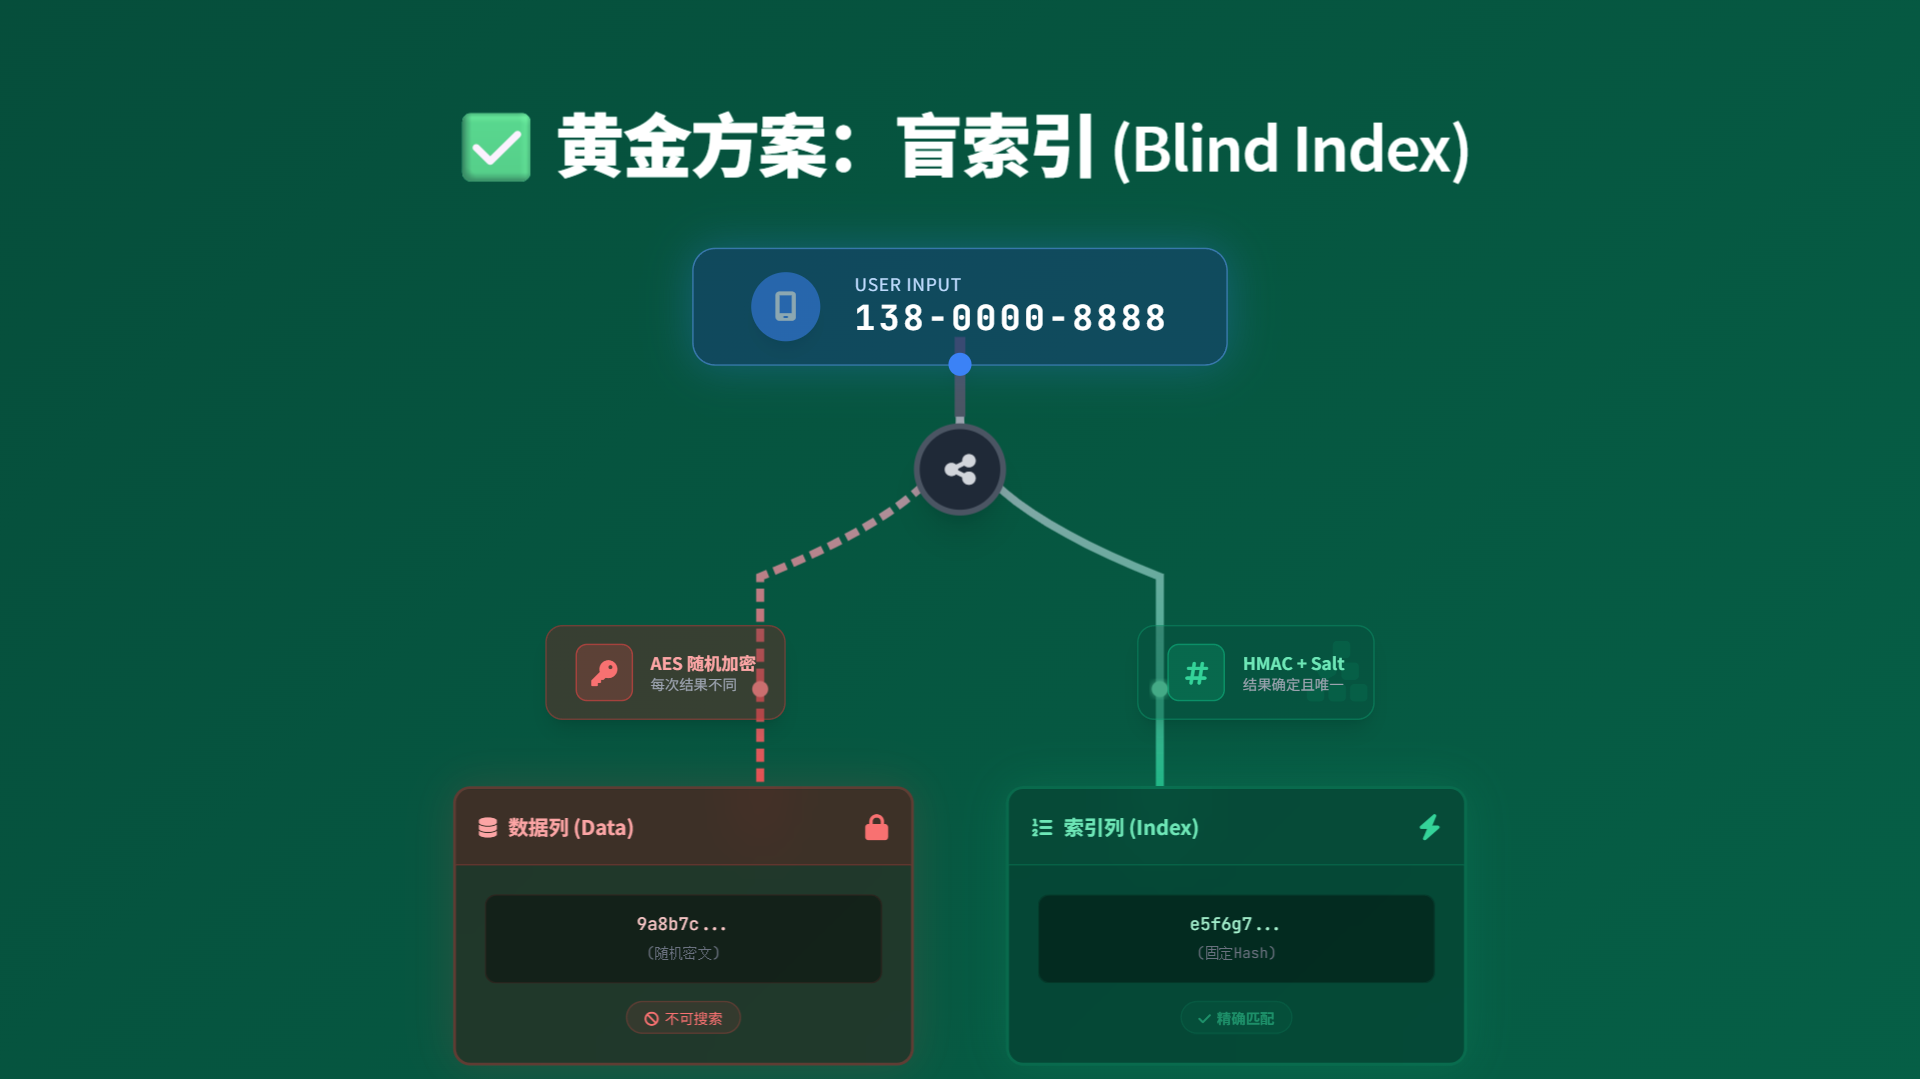 黄金方案：盲索引 (Blind Index)
USER INPUT
138-0000-8888
AES 随机加密
每次结果不同
HMAC + Salt
结果确定且唯一
数据列 (Data)
9a8b7c...
(随机密文)
不可搜索
索引列 (Index)
e5f6g7...
(固定Hash)
精确匹配